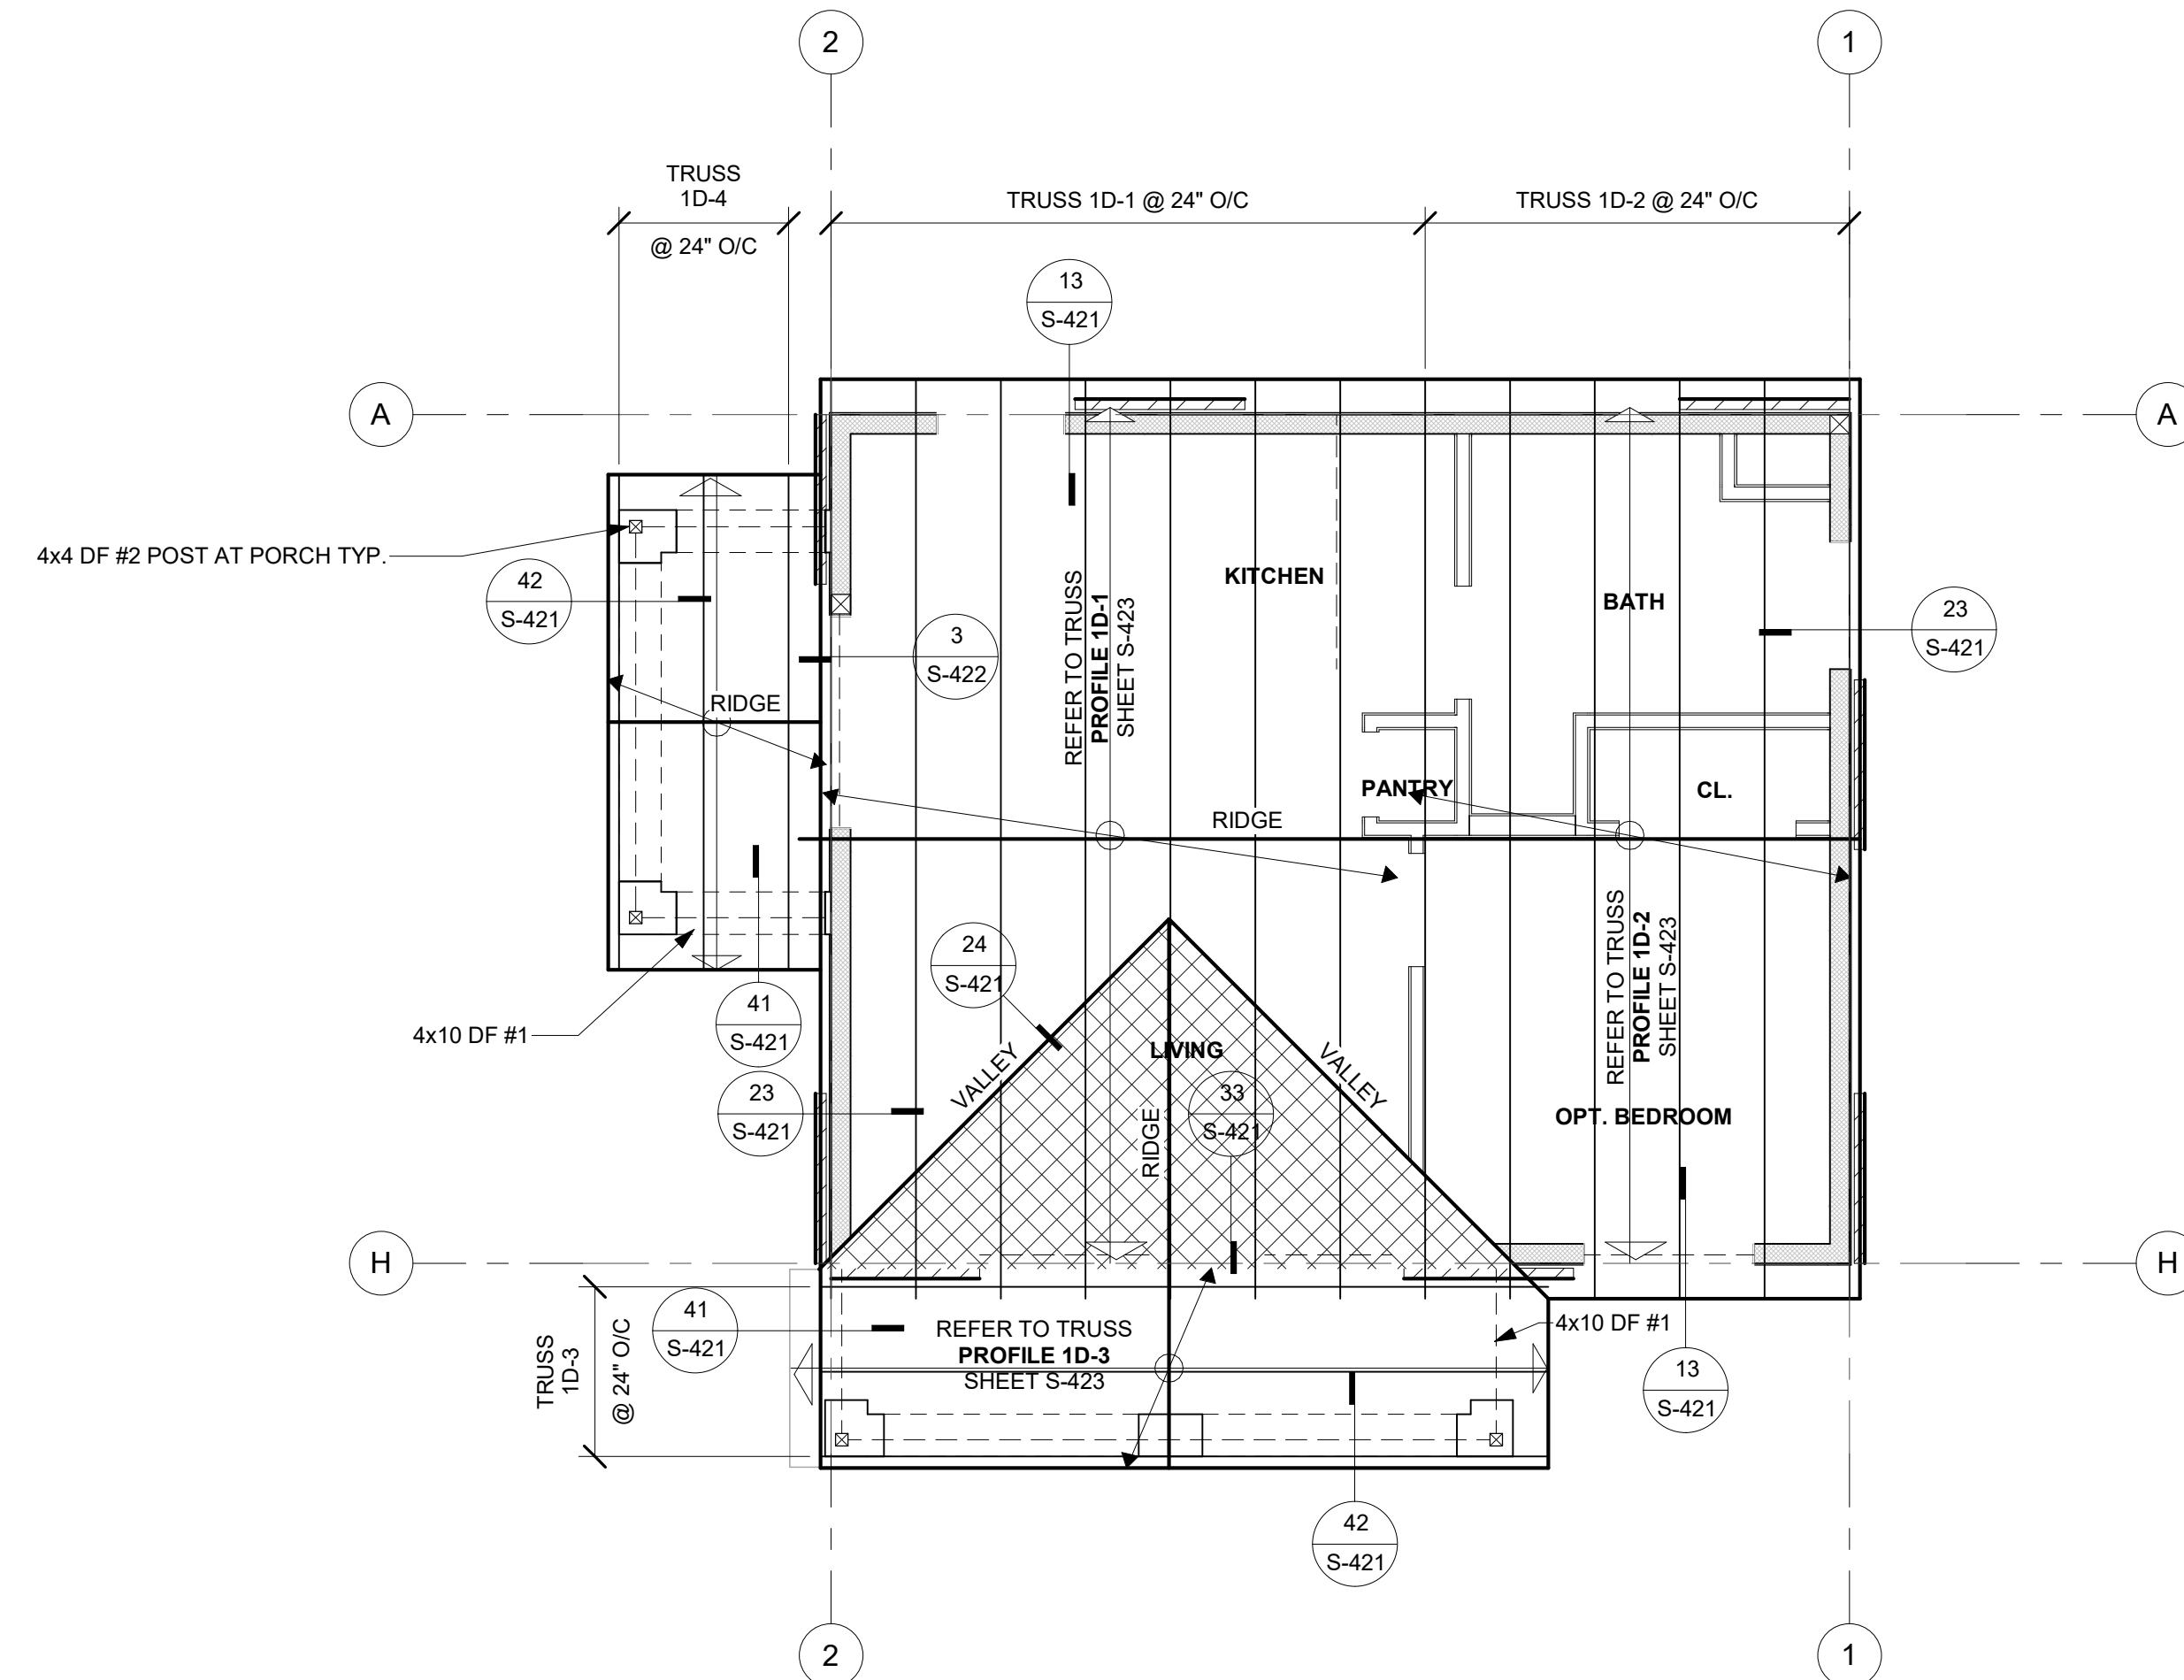 2
1
TRUSS
1D-4
@ 24" O/C
TRUSS 1D-1 @ 24" O/C
TRUSS 1D-2 @ 24" O/C
13
S-421
A
A
4x4 DF #2 POST AT PORCH TYP.
42
S-421
3
S-422
REFER TO TRUSS
PROFILE 1D-1
SHEET S-423
KITCHEN
BATH
23
S-421
RIDGE
PANTRY
CL.
RIDGE
24
S-421
41
S-421
4x10 DF #1
23
S-421
VALLEY
LIVING
33
S-421
RIDGE
VALLEY
REFER TO TRUSS
PROFILE 1D-2
SHEET S-423
OPT. BEDROOM
H
H
TRUSS
1D-3
@ 24" O/C
41
S-421
REFER TO TRUSS
PROFILE 1D-3
SHEET S-423
4x10 DF #1
13
S-421
42
S-421
2
1